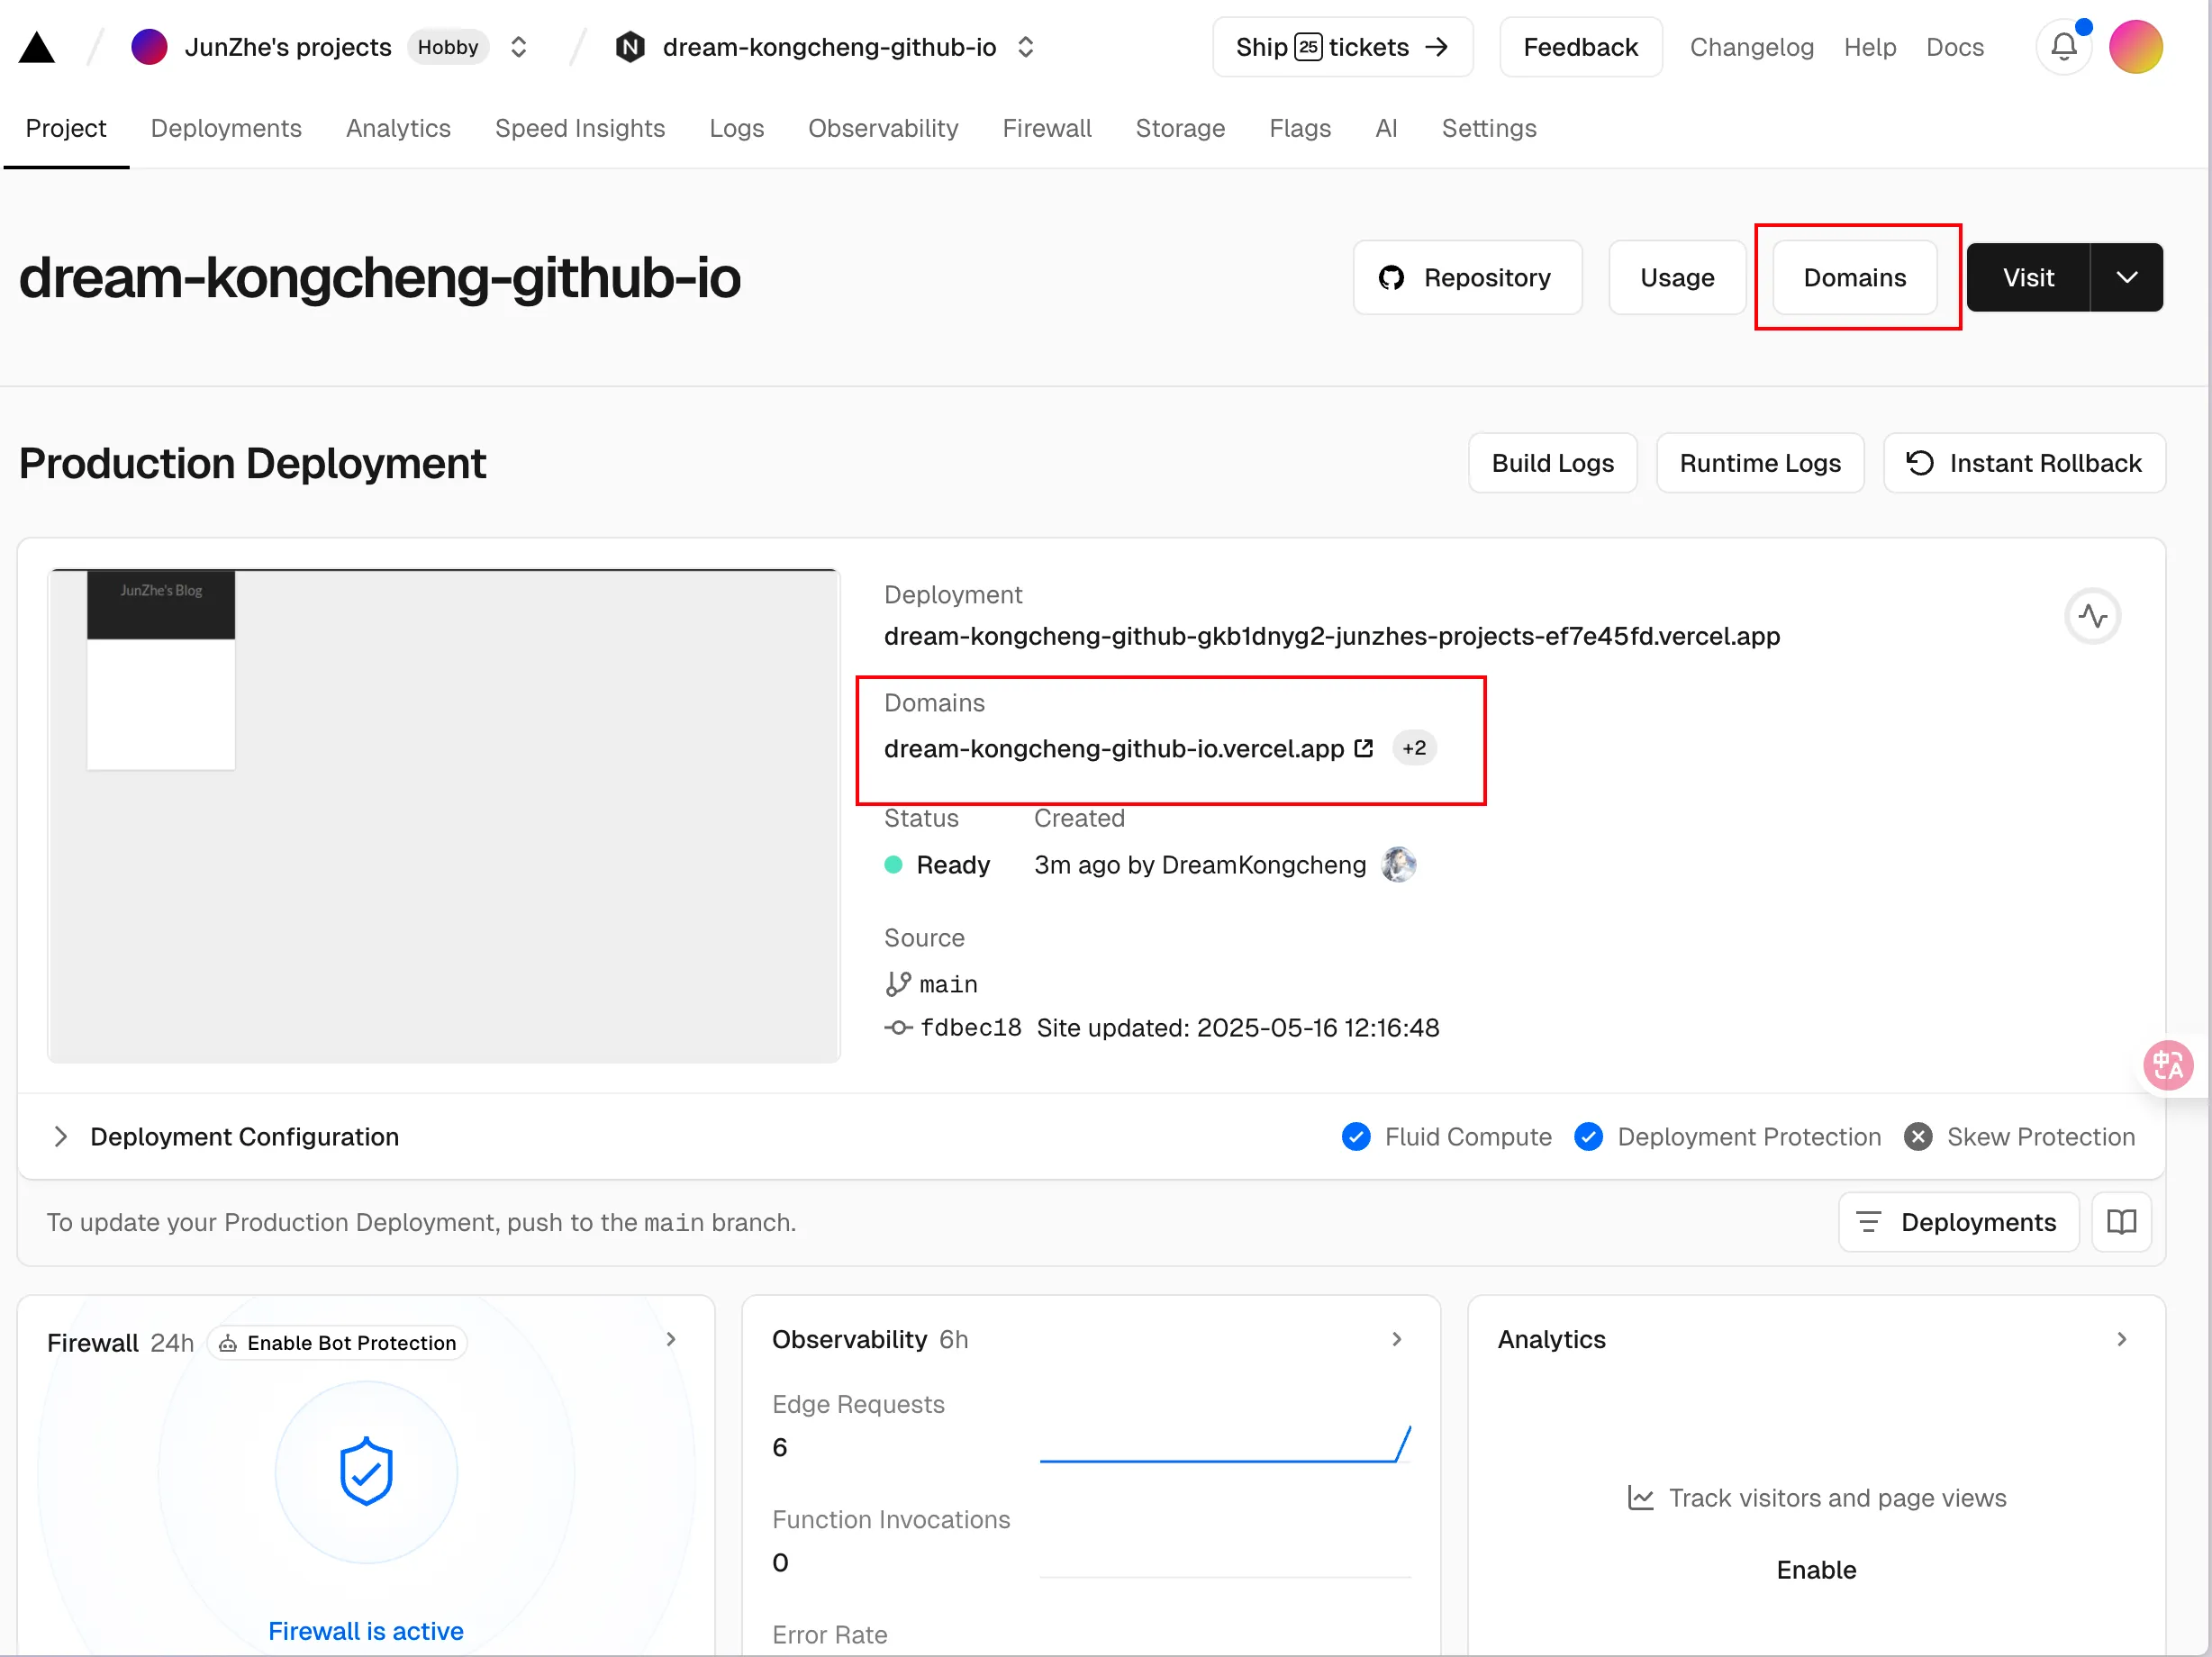 JunZhe's projects Hobby dream-kongcheng-github-io Ship 25 tickets → Feedback Changelog Help Docs
Project Deployments Analytics Speed Insights Logs Observability Firewall Storage Flags AI Settings
dream-kongcheng-github-io Repository Usage Domains Visit
Production Deployment Build Logs Runtime Logs Instant Rollback
JunZhe's Blog
Deployment
dream-kongcheng-github-gkb1dnyg2-junzhes-projects-ef7e45fd.vercel.app
Domains
dream-kongcheng-github-io.vercel.app +2
Status Created
Ready 3m ago by DreamKongcheng
Source
main
fdbec18 Site updated: 2025-05-16 12:16:48
中A
Deployment Configuration Fluid Compute Deployment Protection Skew Protection
To update your Production Deployment, push to the main branch. Deployments
Firewall 24h Enable Bot Protection
Firewall is active
Observability 6h
Edge Requests
6
Function Invocations
0
Error Rate
Analytics
Track visitors and page views
Enable